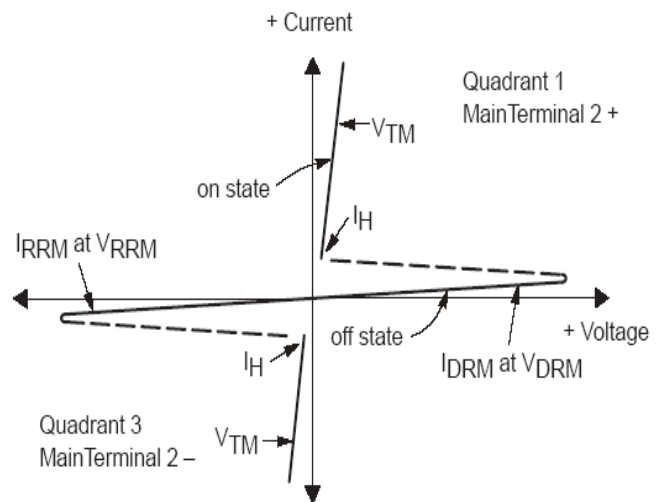 + Current
Quadrant 1
MainTerminal 2 +
VTM
on state
IH
IRRM at VRRM
+ Voltage
off state
IH
IDRM at VDRM
Quadrant 3
MainTerminal 2 –
VTM